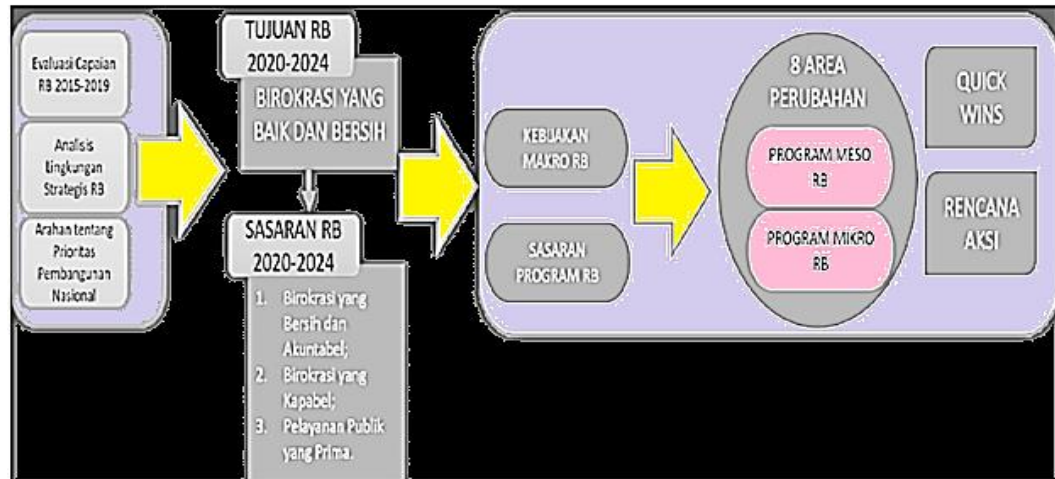 Evaluasi Capaian
RB 2015-2019
Analisis
Lingkungan
Strategis RB
Arahan tentang
Prioritas
Pembangunan
Nasional
TUJUAN RB
2020-2024
BIROKRASI YANG
BAIK DAN BERSIH
SASARAN RB
2020-2024
1. Birokrasi yang
Bersih dan
Akuntabel;
2. Birokrasi yang
Kapabel;
3. Pelayanan Publik
yang Prima.
KEBIJAKAN
MAKRO RB
SASARAN
PROGRAM RB
8 AREA
PERUBAHAN
PROGRAM MESO
RB
PROGRAM MIKRO
RB
QUICK
WINS
RENCANA
AKSI